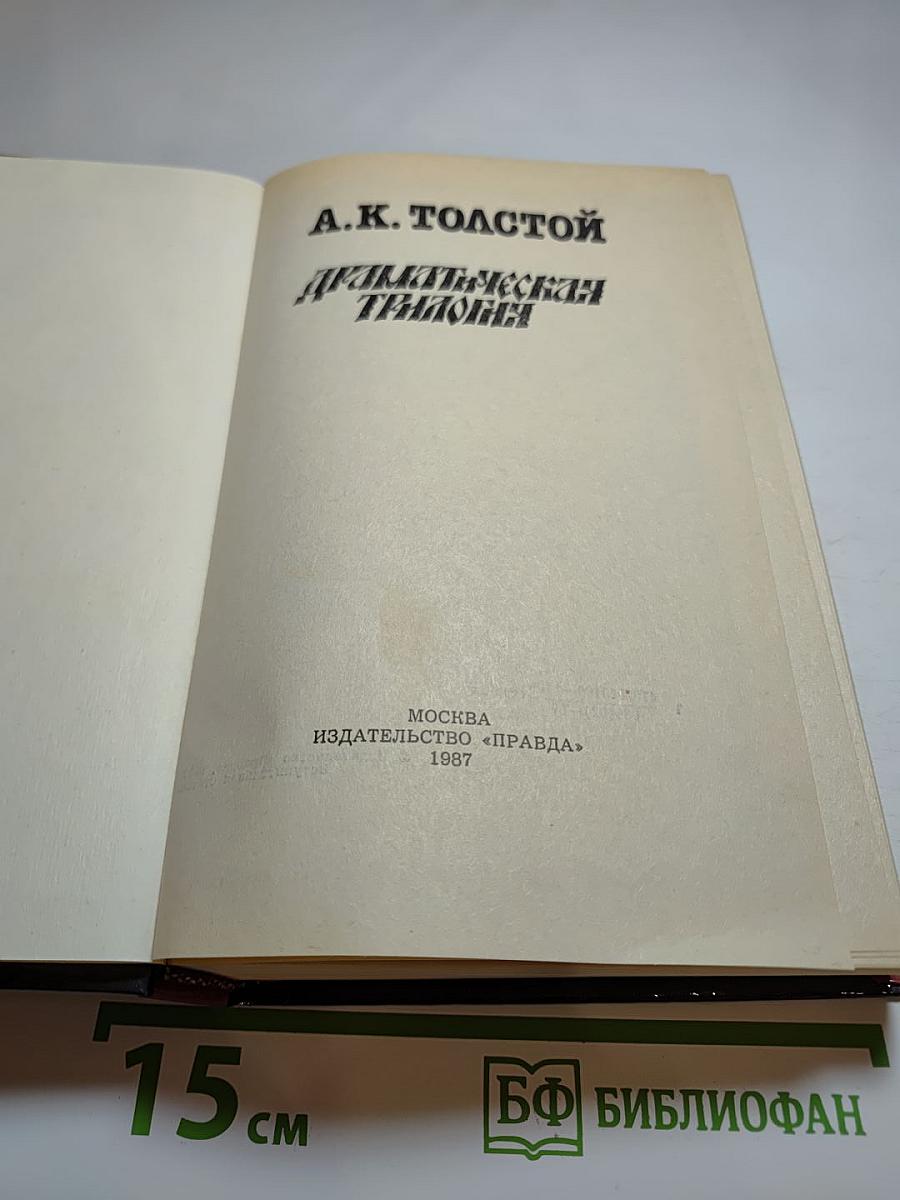 А.К. ТОЛСТОЙ
ДРАМАТИЧЕСКАЯ
ТРИЛОГИЯ
МОСКВА
ИЗДАТЕЛЬСТВО «ПРАВДА»
1987
15 см
БФ БИБЛИОФАН